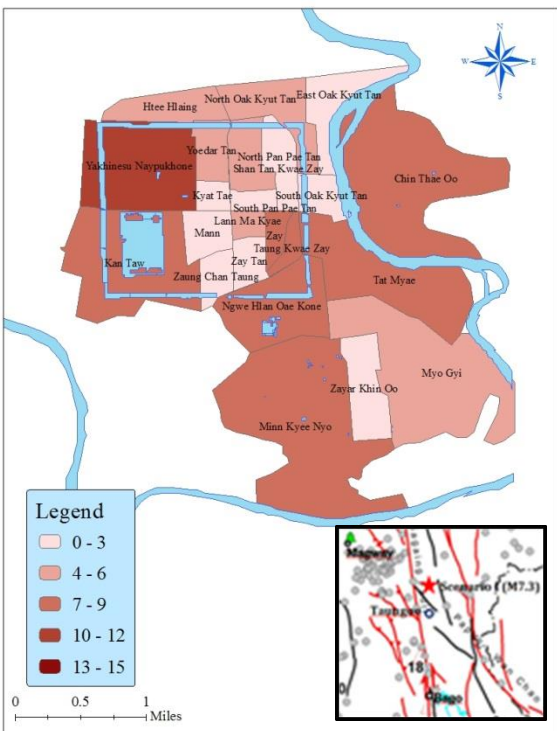 N
W E
S
East Oak Kyut Tan
North Oak Kyut Tan
Htee Hlaing
Yoedar Tan
North Pan Pae Tan
Yakhinesu Naypukhone
Shan Tan Kwae Zay
Chin Thae Oo
Kyat Tae
South Oak Kyut Tan
South Pan Pae Tan
Lann Ma Kyae
Mann
Zay
Taung Kwae Zay
Kan Taw
Zay Tan
Zaung Chan Taung
Tat Myae
Ngwe Hlan Oae Kone
Myo Gyi
Zayar Khin Oo
Minn Kyee Nyo
Legend
0 - 3
4 - 6
7 - 9
10 - 12
13 - 15
0 0.5 1
Miles
Magway
Scenario I (M7.3)
Taungoo
18
Bago